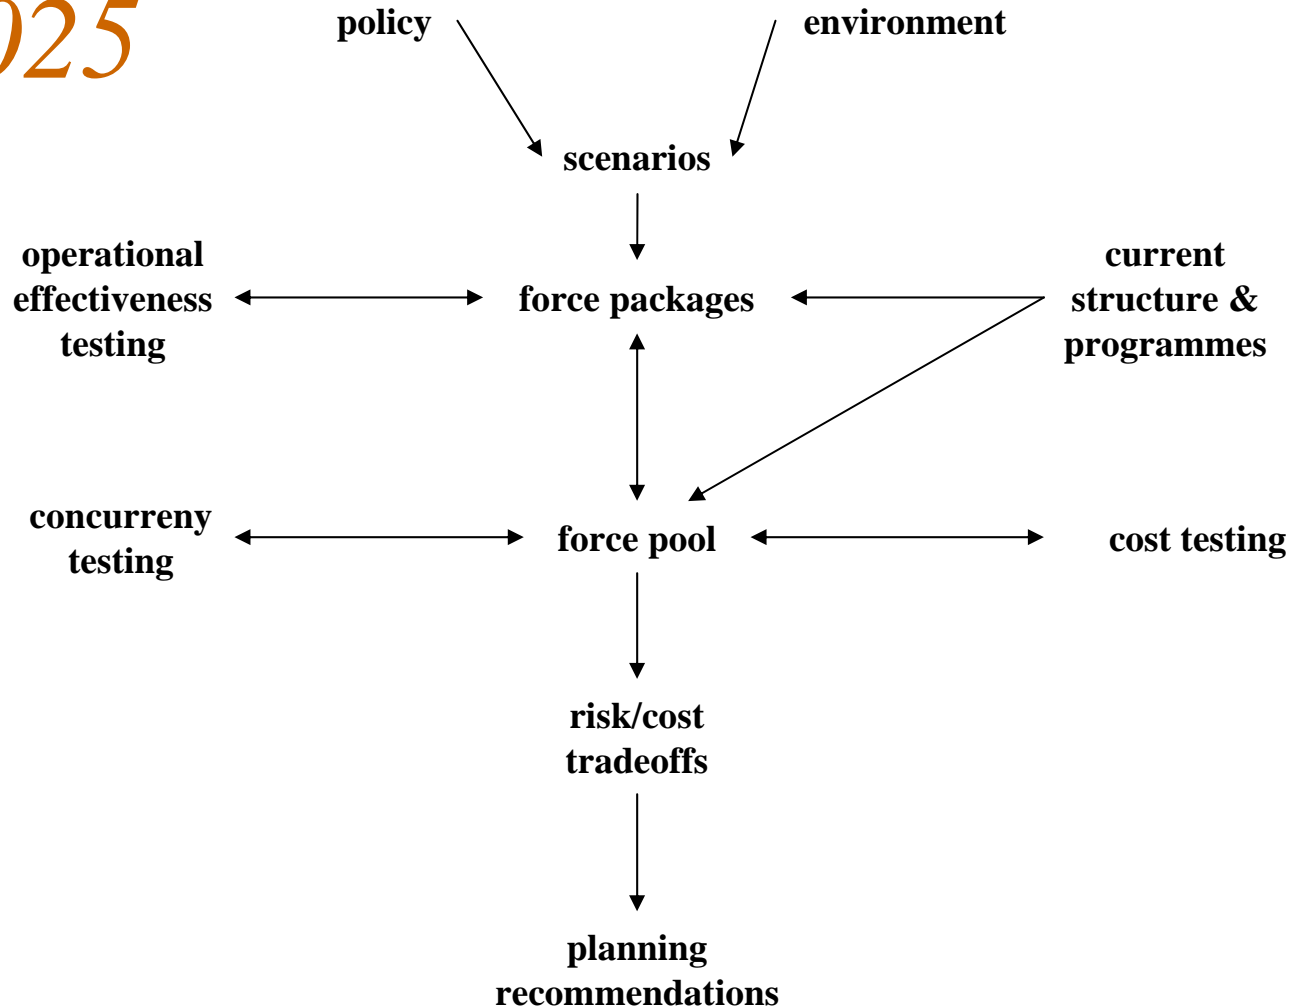 025
policy
environment
scenarios
operational
effectiveness
testing
force packages
current
structure &
programmes
concurreny
testing
force pool
cost testing
risk/cost
tradeoffs
planning
recommendations